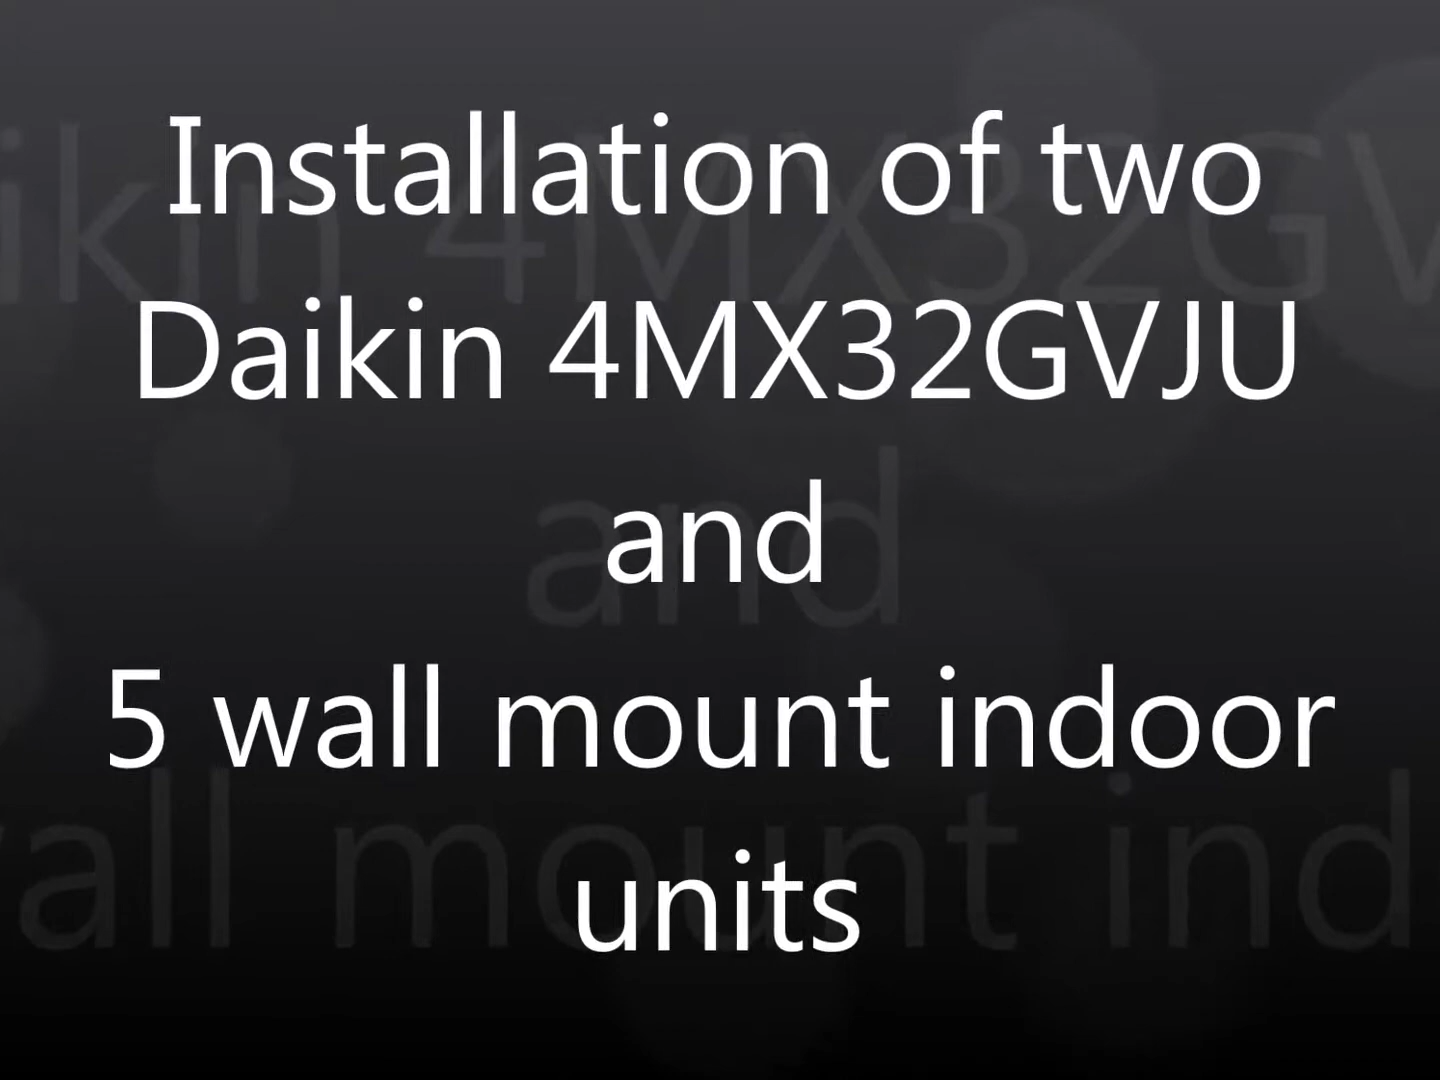 Installation of two
Daikin 4MX32GVJU
and
5 wall mount indoor
units